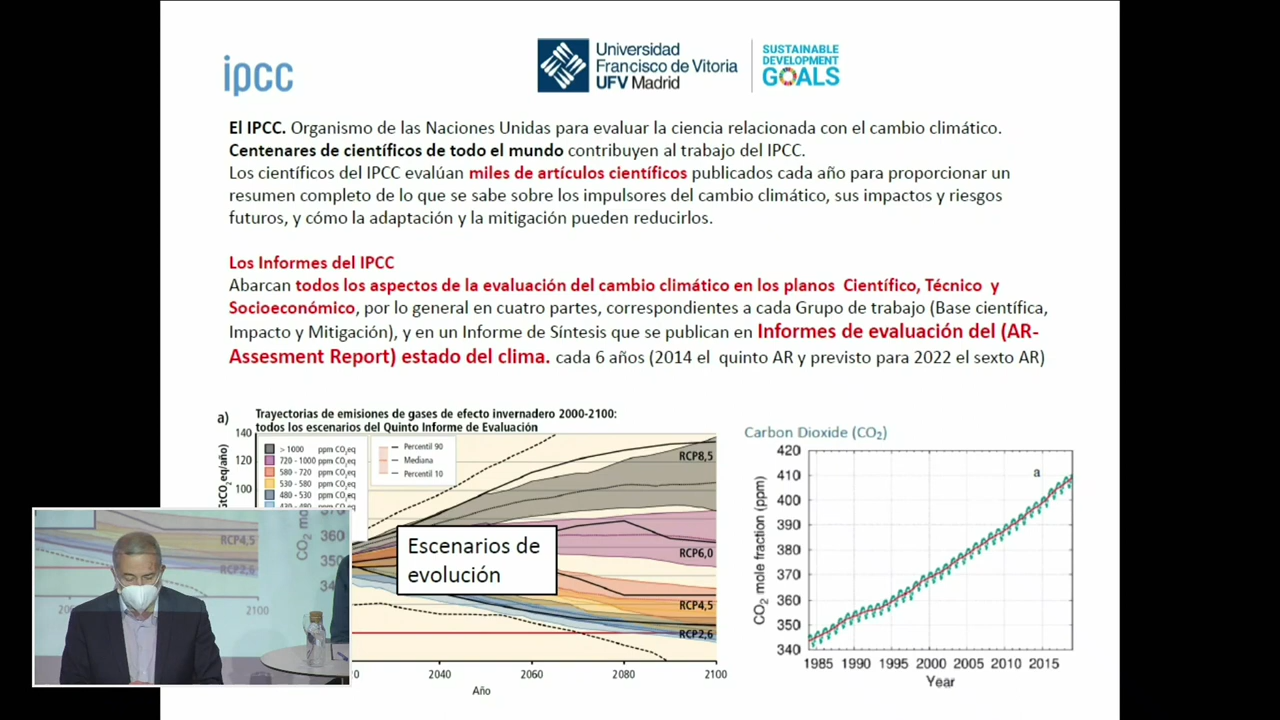 ipcc
Universidad
Francisco de Vitoria
UFV Madrid
SUSTAINABLE
DEVELOPMENT
GOALS
El IPCC. Organismo de las Naciones Unidas para evaluar la ciencia relacionada con el cambio climático.
Centenares de científicos de todo el mundo contribuyen al trabajo del IPCC.
Los científicos del IPCC evalúan miles de artículos científicos publicados cada año para proporcionar un
resumen completo de lo que se sabe sobre los impulsores del cambio climático, sus impactos y riesgos
futuros, y cómo la adaptación y la mitigación pueden reducirlos.
Los Informes del IPCC
Abarcan todos los aspectos de la evaluación del cambio climático en los planos Científico, Técnico y
Socioeconómico, por lo general en cuatro partes, correspondientes a cada Grupo de trabajo (Base científica,
Impacto y Mitigación), y en un Informe de Síntesis que se publican en Informes de evaluación del (AR-
Assesment Report) estado del clima. cada 6 años (2014 el quinto AR y previsto para 2022 el sexto AR)
a) Trayectorias de emisiones de gases de efecto invernadero 2000-2100:
todos los escenarios del Quinto Informe de Evaluación
140
120
100
GtCO2eq/año)
> 1000 ppm CO2eq
720 - 1000 ppm CO2eq
580 - 720 ppm CO2eq
530 - 580 ppm CO2eq
480 - 530 ppm CO2eq
430 - 480 ppm CO2eq
Percentil 90
Mediana
Percentil 10
RCP8,5
RCP6,0
RCP4,5
RCP2,6
Escenarios de
evolución
2040 2060 2080 2100
Año
Carbon Dioxide (CO2)
a
CO2 mole fraction (ppm)
420
410
400
390
380
370
360
350
340
1985 1990 1995 2000 2005 2010 2015
Year
RCP4,5
RCP2,6
2100
CO2 mo
360